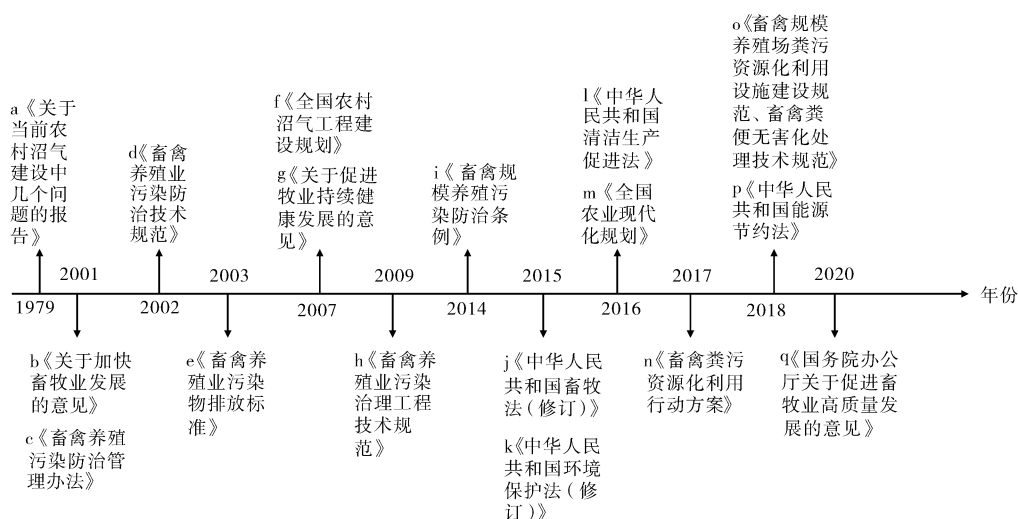 a《关于
当前农
村沼气
建设中
几个问
题的报
告》
d《畜禽
养殖业
污染防
治技术
规范》
f《全国农村
沼气工程建
设规划》
g《关于促进
牧业持续健
康发展的意
见》
i《畜禽规
模养殖污
染防治条
例》
l《中华人
民共和国
清洁生产
促进法》
m《全国
农业现代
化规划》
o《畜禽规模
养殖场粪污
资源化利用
设施建设规
范、畜禽粪
便无害化处
理技术规范》
p《中华人民
共和国能源
节约法》
2001
2003
2009
2015
2017
2020
1979
2002
2007
2014
2016
2018
年份
b《关于加快
畜牧业发展
的意见》
c《畜禽养殖
污染防治管
理办法》
e《畜禽养
殖业污染
物排放标
准》
h《畜禽养
殖业污染
治理工程
技术规
范》
j《中华人民
共和国畜牧
法(修订)》
k《中华人民
共和国环境
保护法(修
订)》
n《畜禽粪污
资源化利用
行动方案》
q《国务院办公
厅关于促进畜
牧业高质量发
展的意见》